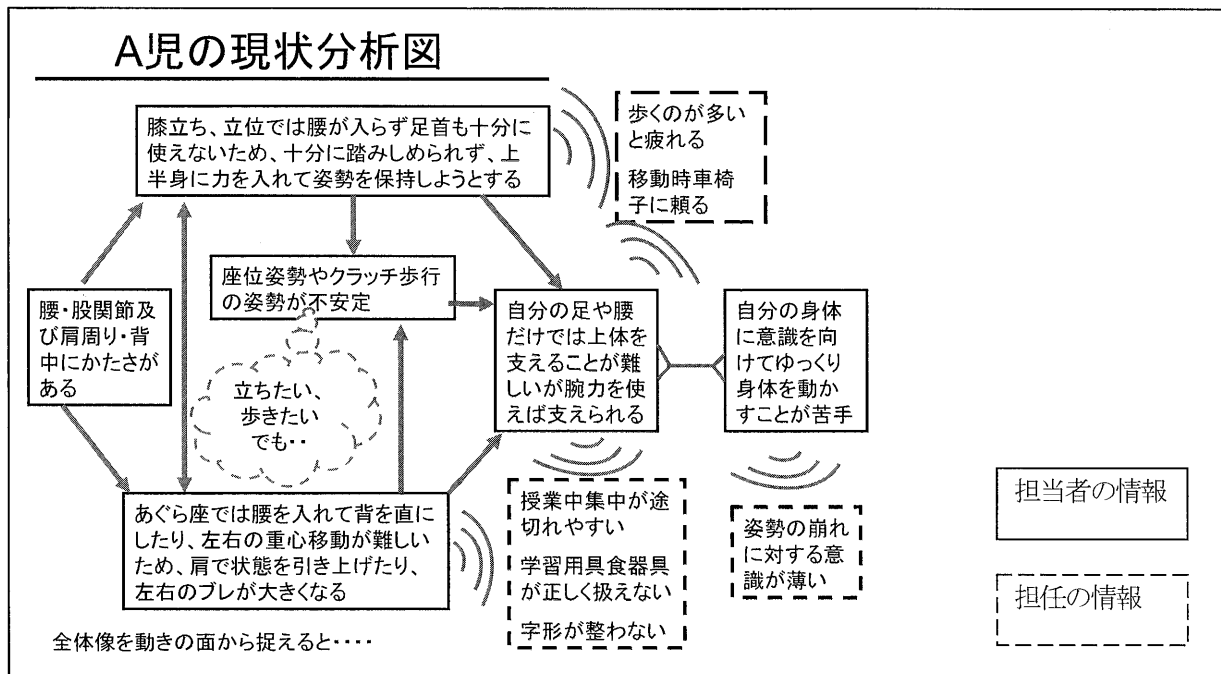 A児の現状分析図
膝立ち、立位では腰が入らず足首も十分に
使えないため、十分に踏みしめられず、上
半身に力を入れて姿勢を保持しようとする
歩くのが多い
と疲れる
移動時車椅
子に頼る
座位姿勢やクラッチ歩行
の姿勢が不安定
腰・股関節及
び肩周り・背
中にかたさが
ある
立ちたい、
歩きたい
でも‥
自分の足や腰
だけでは上体を
支えることが難
しいが腕力を使
えば支えられる
自分の身体
に意識を向
けてゆっくり
身体を動か
すことが苦手
あぐら座では腰を入れて背を直に
したり、左右の重心移動が難しい
ため、肩で状態を引き上げたり、
左右のブレが大きくなる
授業中集中が途
切れやすい
学習用具食器具
が正しく扱えない
字形が整わない
姿勢の崩れ
に対する意
識が薄い
担当者の情報
担任の情報
全体像を動きの面から捉えると‥‥